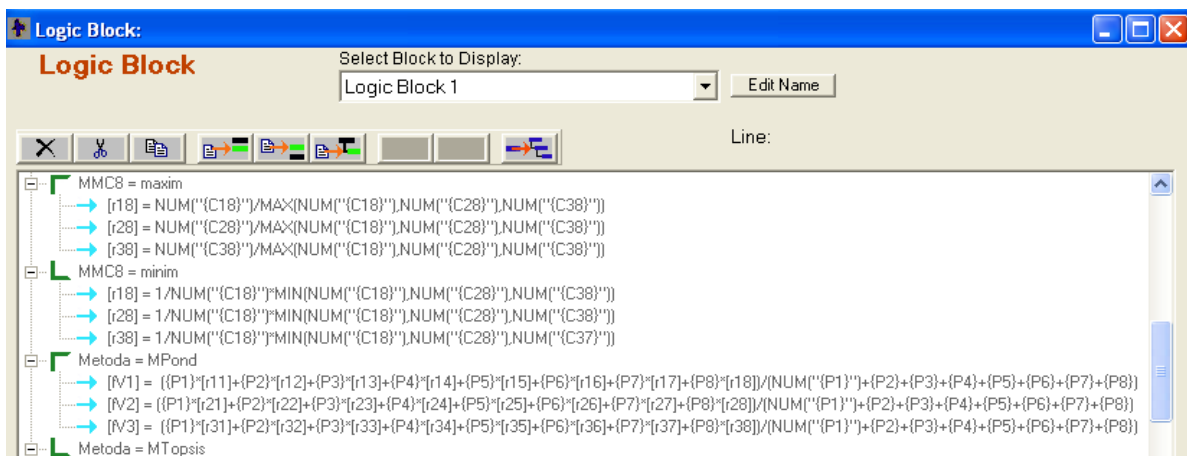 Logic Block:
Logic Block
Select Block to Display:
Logic Block 1
Edit Name
Line:
MMC8 = maxim
[r18] = NUM("{C18}")/MAX(NUM("{C18}"),NUM("{C28}"),NUM("{C38}"))
[r28] = NUM("{C28}")/MAX(NUM("{C18}"),NUM("{C28}"),NUM("{C38}"))
[r38] = NUM("{C38}")/MAX(NUM("{C18}"),NUM("{C28}"),NUM("{C38}"))
MMC8 = minim
[r18] = 1/NUM("{C18}")*MIN(NUM("{C18}"),NUM("{C28}"),NUM("{C38}"))
[r28] = 1/NUM("{C18}")*MIN(NUM("{C18}"),NUM("{C28}"),NUM("{C38}"))
[r38] = 1/NUM("{C18}")*MIN(NUM("{C18}"),NUM("{C28}"),NUM("{C37}"))
Metoda = MPond
[fV1] = ({P1}*[r11]+{P2}*[r12]+{P3}*[r13]+{P4}*[r14]+{P5}*[r15]+{P6}*[r16]+{P7}*[r17]+{P8}*[r18])/(NUM("{P1}")+{P2}+{P3}+{P4}+{P5}+{P6}+{P7}+{P8})
[fV2] = ({P1}*[r21]+{P2}*[r22]+{P3}*[r23]+{P4}*[r24]+{P5}*[r25]+{P6}*[r26]+{P7}*[r27]+{P8}*[r28])/(NUM("{P1}")+{P2}+{P3}+{P4}+{P5}+{P6}+{P7}+{P8})
[fV3] = ({P1}*[r31]+{P2}*[r32]+{P3}*[r33]+{P4}*[r34]+{P5}*[r35]+{P6}*[r36]+{P7}*[r37]+{P8}*[r38])/(NUM("{P1}")+{P2}+{P3}+{P4}+{P5}+{P6}+{P7}+{P8})
Metoda = MTopsis